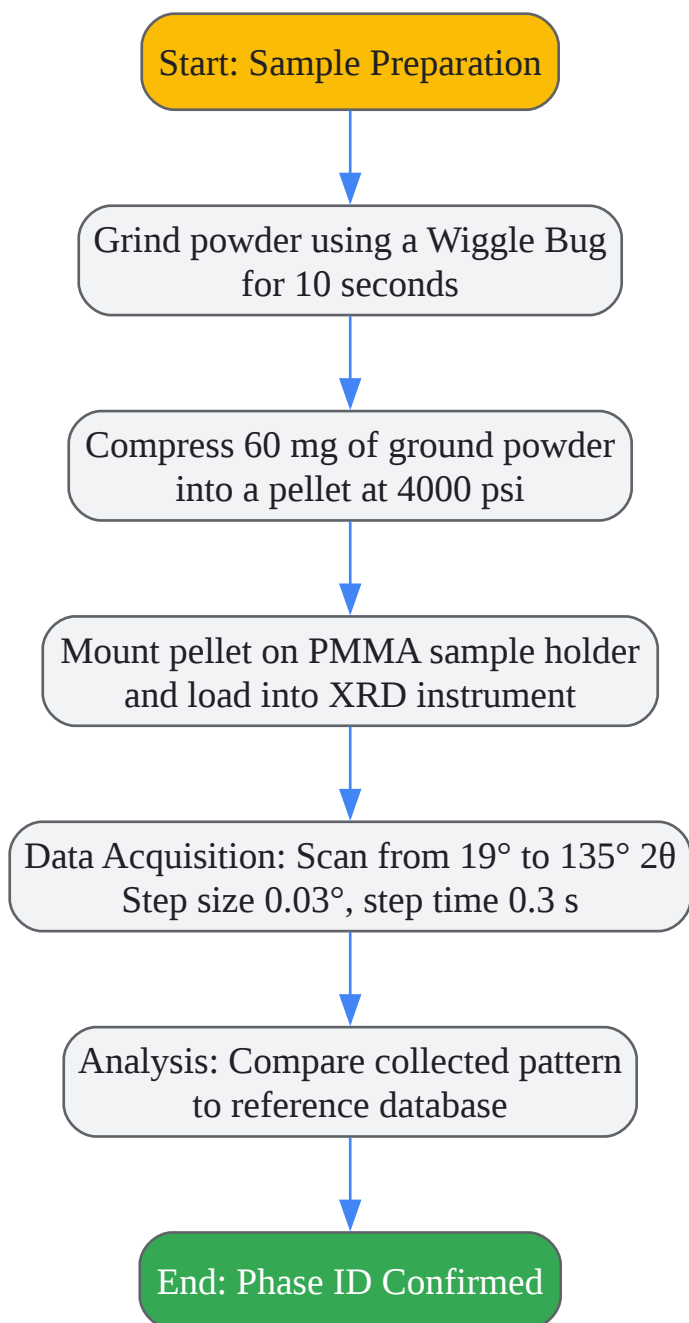 Start: Sample Preparation
Grind powder using a Wiggle Bug
for 10 seconds
Compress 60 mg of ground powder
into a pellet at 4000 psi
Mount pellet on PMMA sample holder
and load into XRD instrument
Data Acquisition: Scan from 19° to 135° 2θ
Step size 0.03°, step time 0.3 s
Analysis: Compare collected pattern
to reference database
End: Phase ID Confirmed